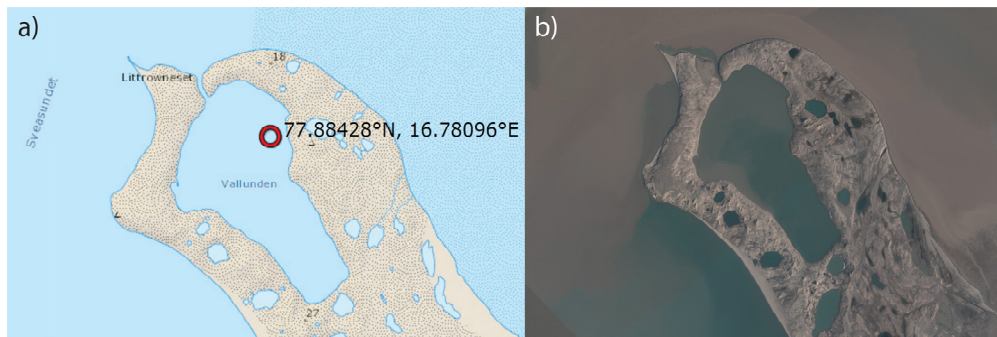 a)
b)
18
Littrowneset
Sveasundet
77.88428°N, 16.78096°E
Vallunden
27